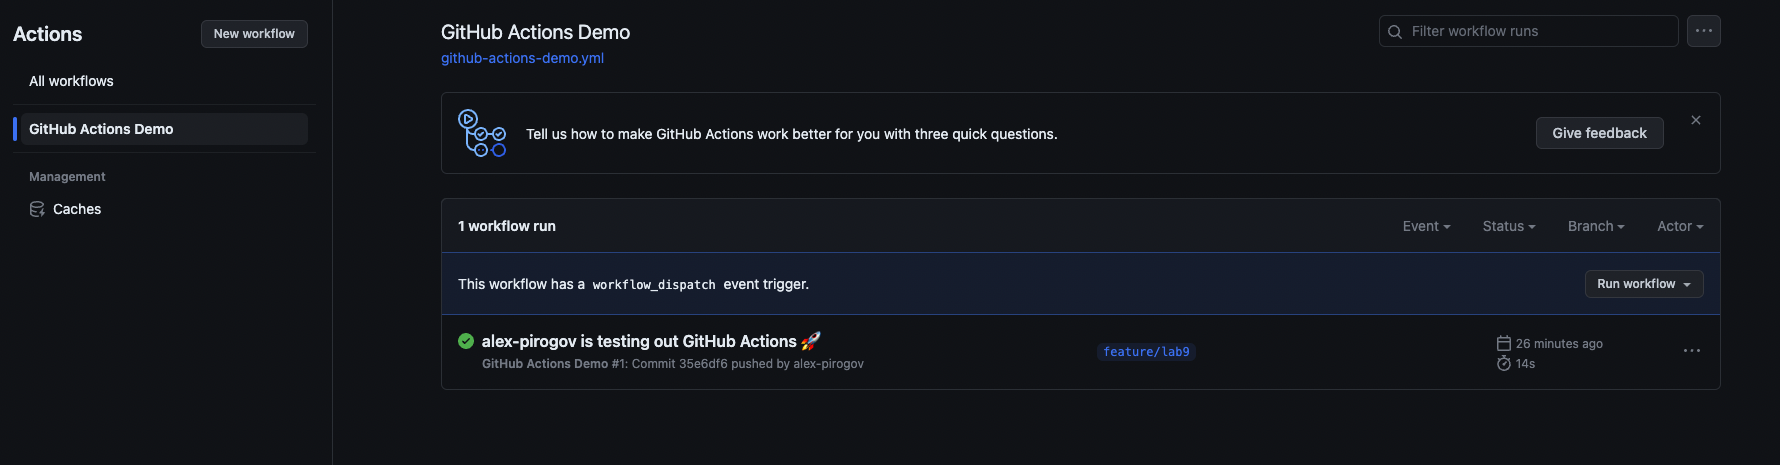 Actions
New workflow
All workflows
GitHub Actions Demo
Management
Caches
GitHub Actions Demo
github-actions-demo.yml
Filter workflow runs
Tell us how to make GitHub Actions work better for you with three quick questions.
Give feedback
1 workflow run
Event
Status
Branch
Actor
This workflow has a workflow_dispatch event trigger.
Run workflow
alex-pirogov is testing out GitHub Actions 🚀
GitHub Actions Demo #1: Commit 35e6df6 pushed by alex-pirogov
feature/lab9
26 minutes ago
14s